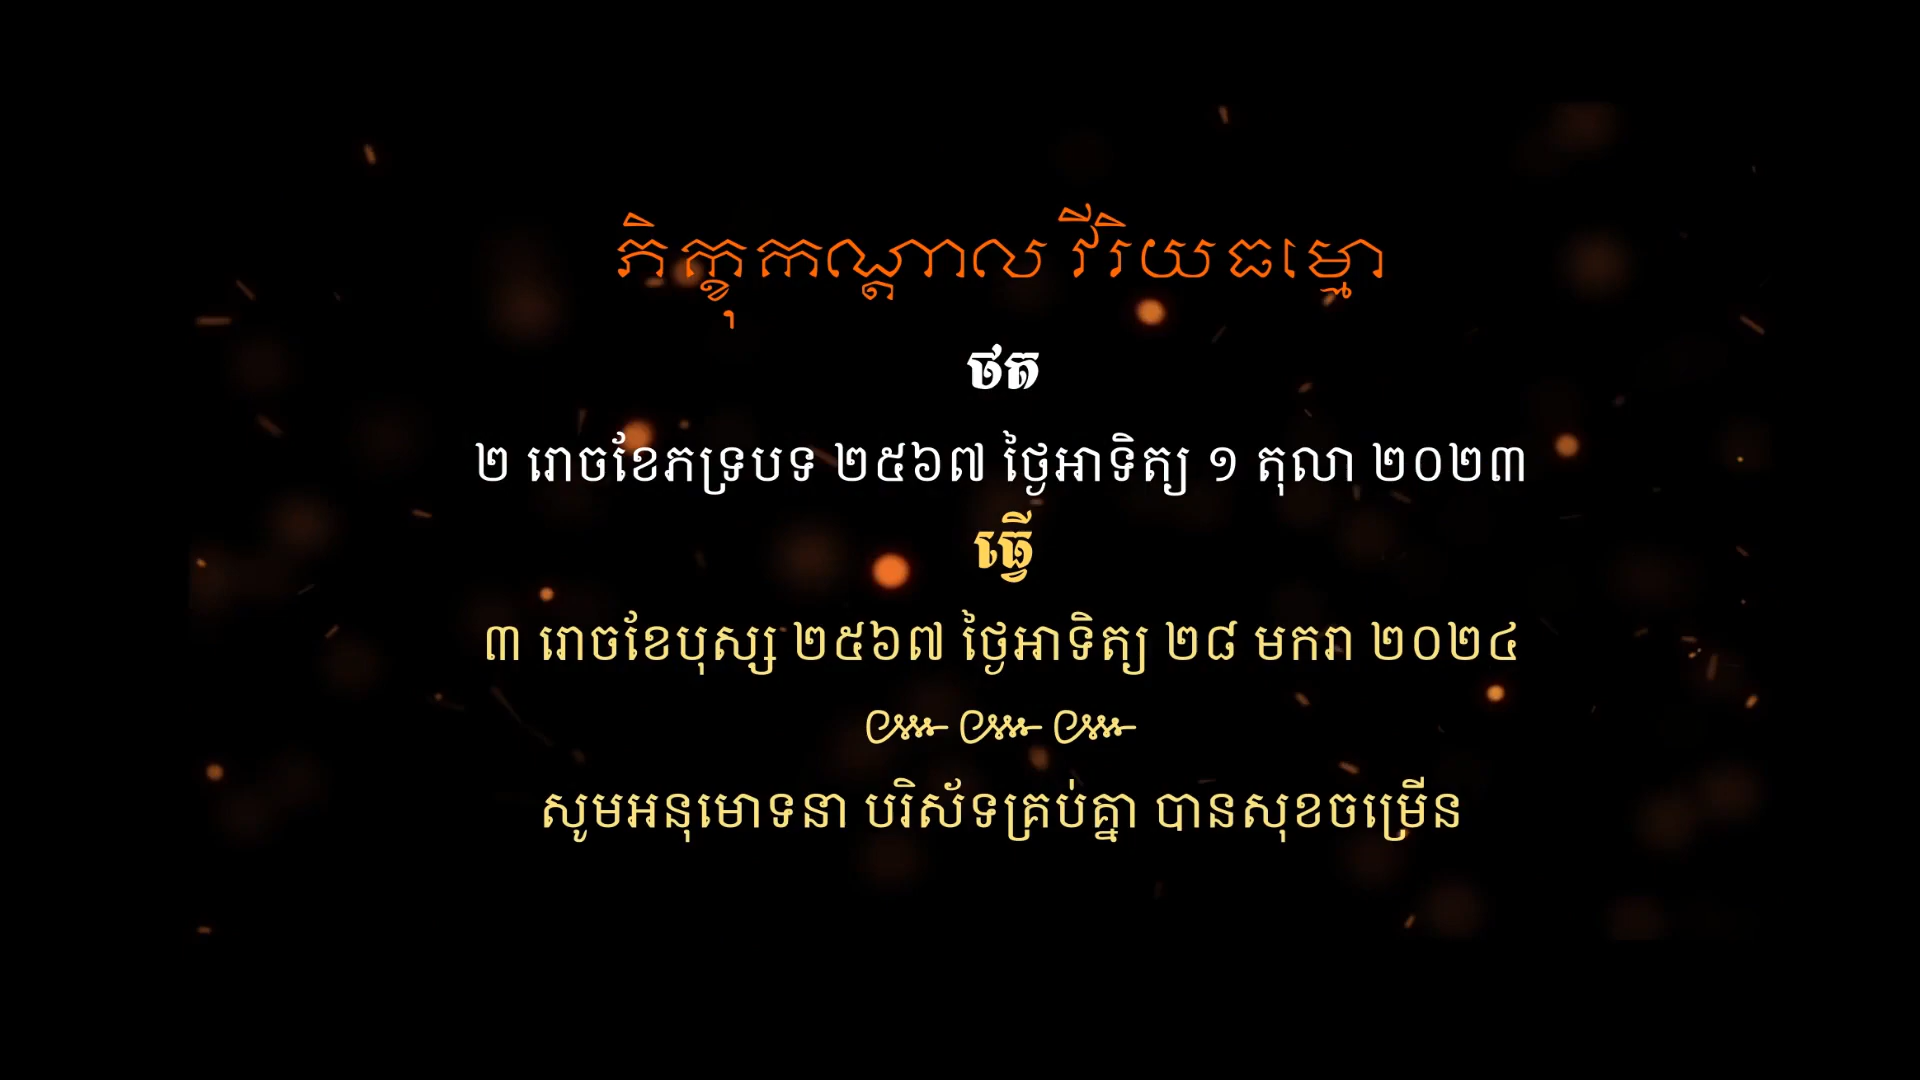 ភិក្ខុកណ្ដាល វីរិយធម្មោ
ថត
២ រោចខែភទ្របទ ២៥៦៧ ថ្ងៃអាទិត្យ ១ តុលា ២០២៣
ធ្វើ
៣ រោចខែបុស្ស ២៥៦៧ ថ្ងៃអាទិត្យ ២៨ មករា ២០២៤
៚ ៚ ៚
សូមអនុមោទនា បរិស័ទគ្រប់គ្នា បានសុខចម្រើន